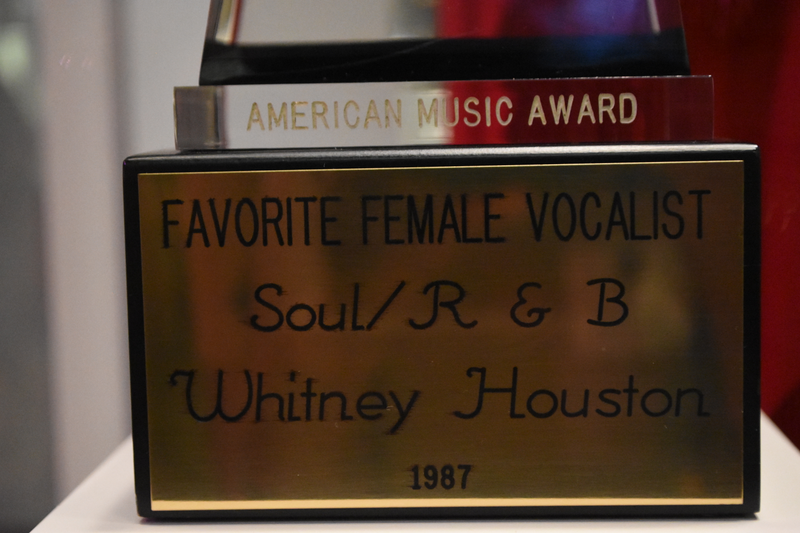 AMERICAN MUSIC AWARD
FAVORITE FEMALE VOCALIST
Soul/R & B
Whitney Houston
1987